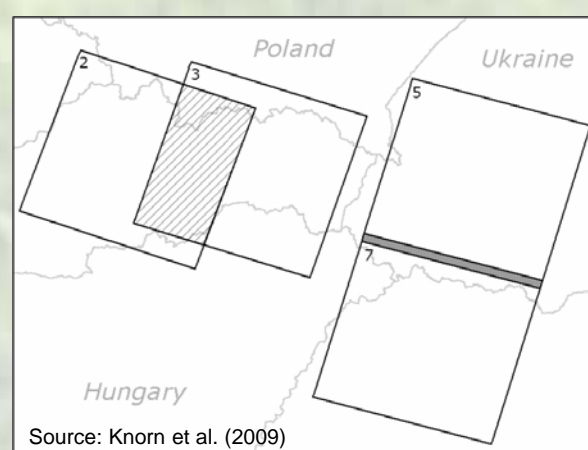 Poland
Ukraine
2
3
5
7
Hungary
Source: Knorn et al. (2009)